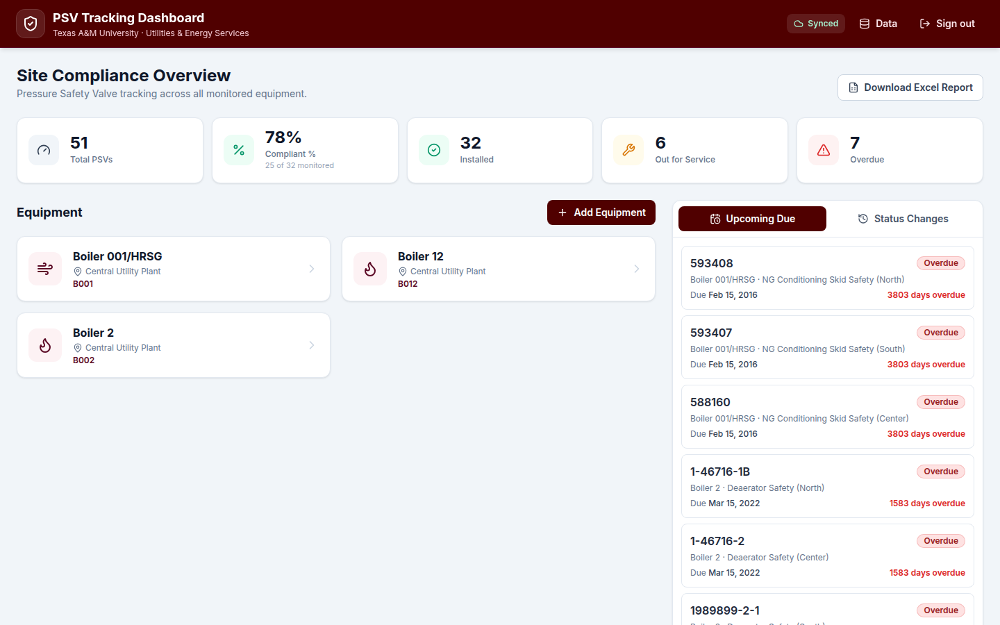 PSV Tracking Dashboard
Texas A&M University · Utilities & Energy Services
Synced
Data
Sign out
Site Compliance Overview
Pressure Safety Valve tracking across all monitored equipment.
Download Excel Report
51
Total PSVs
78%
Compliant %
25 of 32 monitored
32
Installed
6
Out for Service
7
Overdue
Equipment
Add Equipment
Boiler 001/HRSG
Central Utility Plant
B001
Boiler 12
Central Utility Plant
B012
Boiler 2
Central Utility Plant
B002
Upcoming Due
Status Changes
593408
Overdue
Boiler 001/HRSG · NG Conditioning Skid Safety (North)
Due Feb 15, 2016
3803 days overdue
593407
Overdue
Boiler 001/HRSG · NG Conditioning Skid Safety (South)
Due Feb 15, 2016
3803 days overdue
588160
Overdue
Boiler 001/HRSG · NG Conditioning Skid Safety (Center)
Due Feb 15, 2016
3803 days overdue
1-46716-1B
Overdue
Boiler 2 · Deaerator Safety (North)
Due Mar 15, 2022
1583 days overdue
1-46716-2
Overdue
Boiler 2 · Deaerator Safety (Center)
Due Mar 15, 2022
1583 days overdue
1989899-2-1
Overdue